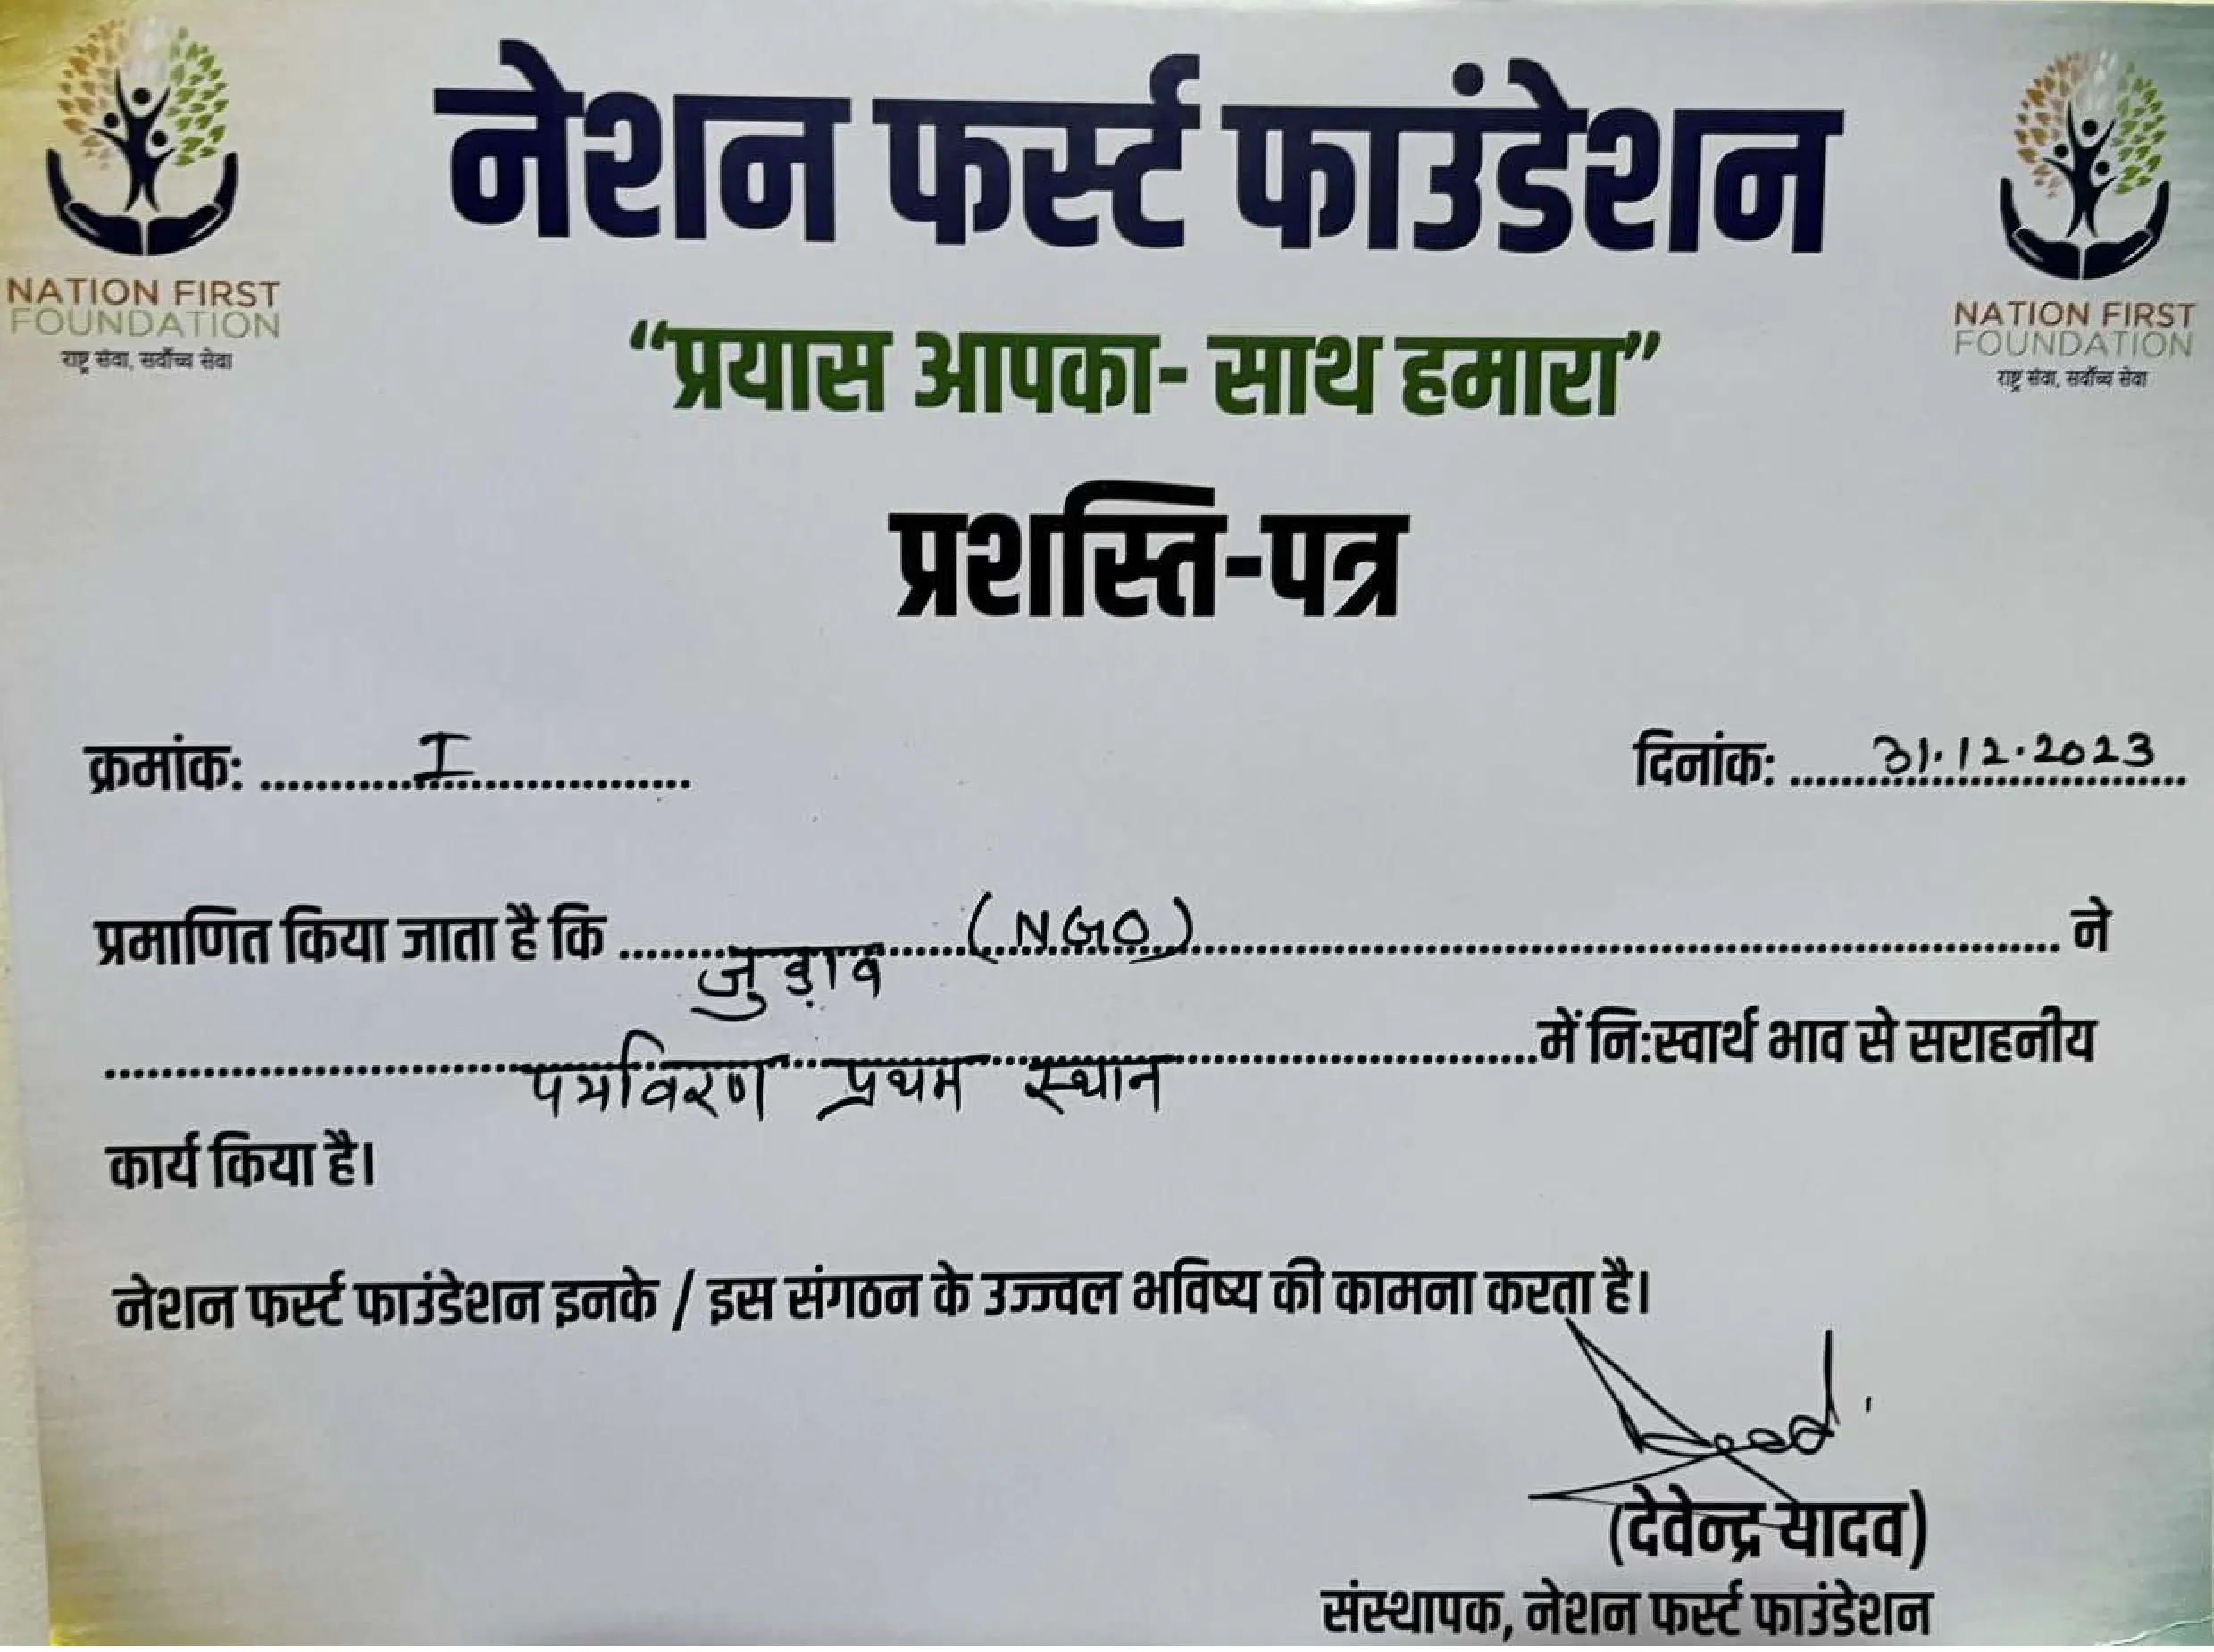 नेशन फर्स्ट फाउंडेशन
NATION FIRST
FOUNDATION
राष्ट्र सेवा, सर्वोच्च सेवा
NATION FIRST
FOUNDATION
राष्ट्र सेवा, सर्वोच्च सेवा
“प्रयास आपका- साथ हमारा”
प्रशस्ति-पत्र
क्रमांक: I दिनांक: 31.12.2023
प्रमाणित किया जाता है कि जुड़ाव (NGO) ने
पर्यावरण प्रथम स्थान में नि:स्वार्थ भाव से सराहनीय
कार्य किया है।
नेशन फर्स्ट फाउंडेशन इनके / इस संगठन के उज्ज्वल भविष्य की कामना करता है।
(देवेन्द्र यादव)
संस्थापक, नेशन फर्स्ट फाउंडेशन